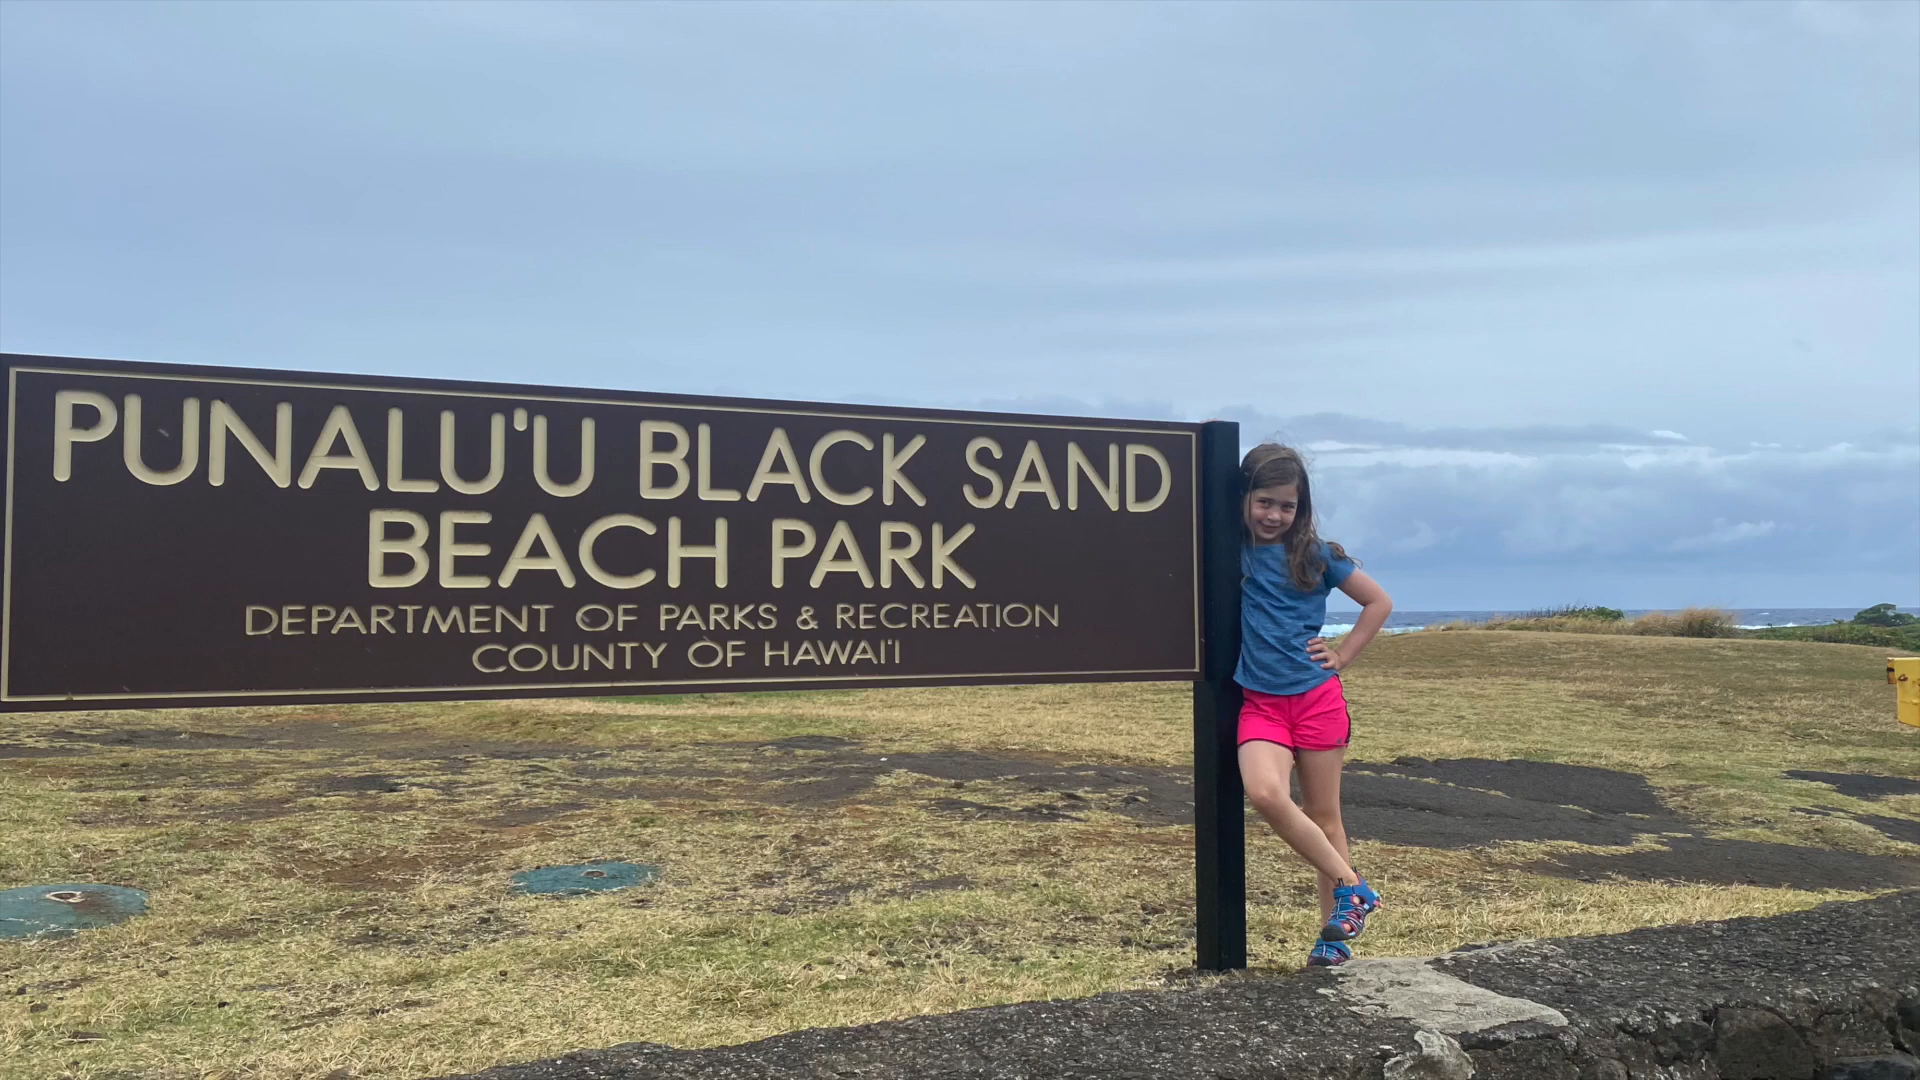 PUNALU'U BLACK SAND
BEACH PARK
DEPARTMENT OF PARKS & RECREATION
COUNTY OF HAWAI'I